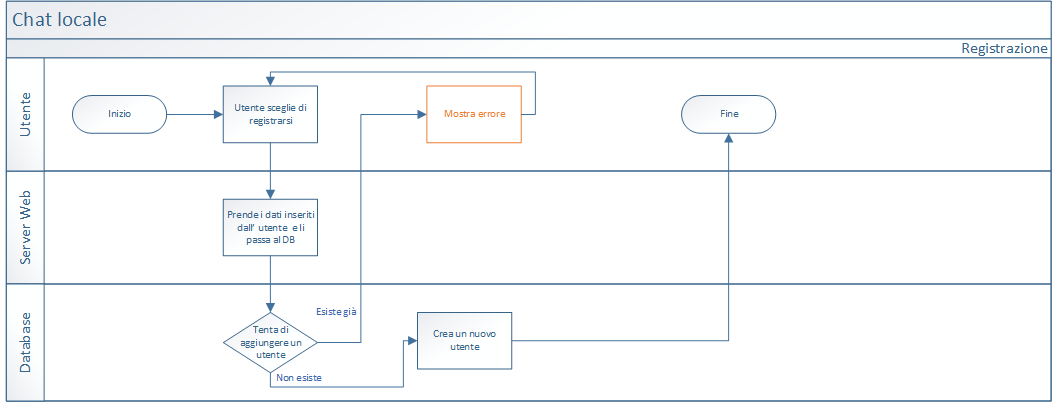 Chat locale
Registrazione
Utente
Inizio
Utente sceglie di
registrarsi
Mostra errore
Fine
Server Web
Prende i dati inseriti
dall' utente e li
passa al DB
Database
Tenta di
aggiungere un
utente
Esiste già
Non esiste
Crea un nuovo
utente